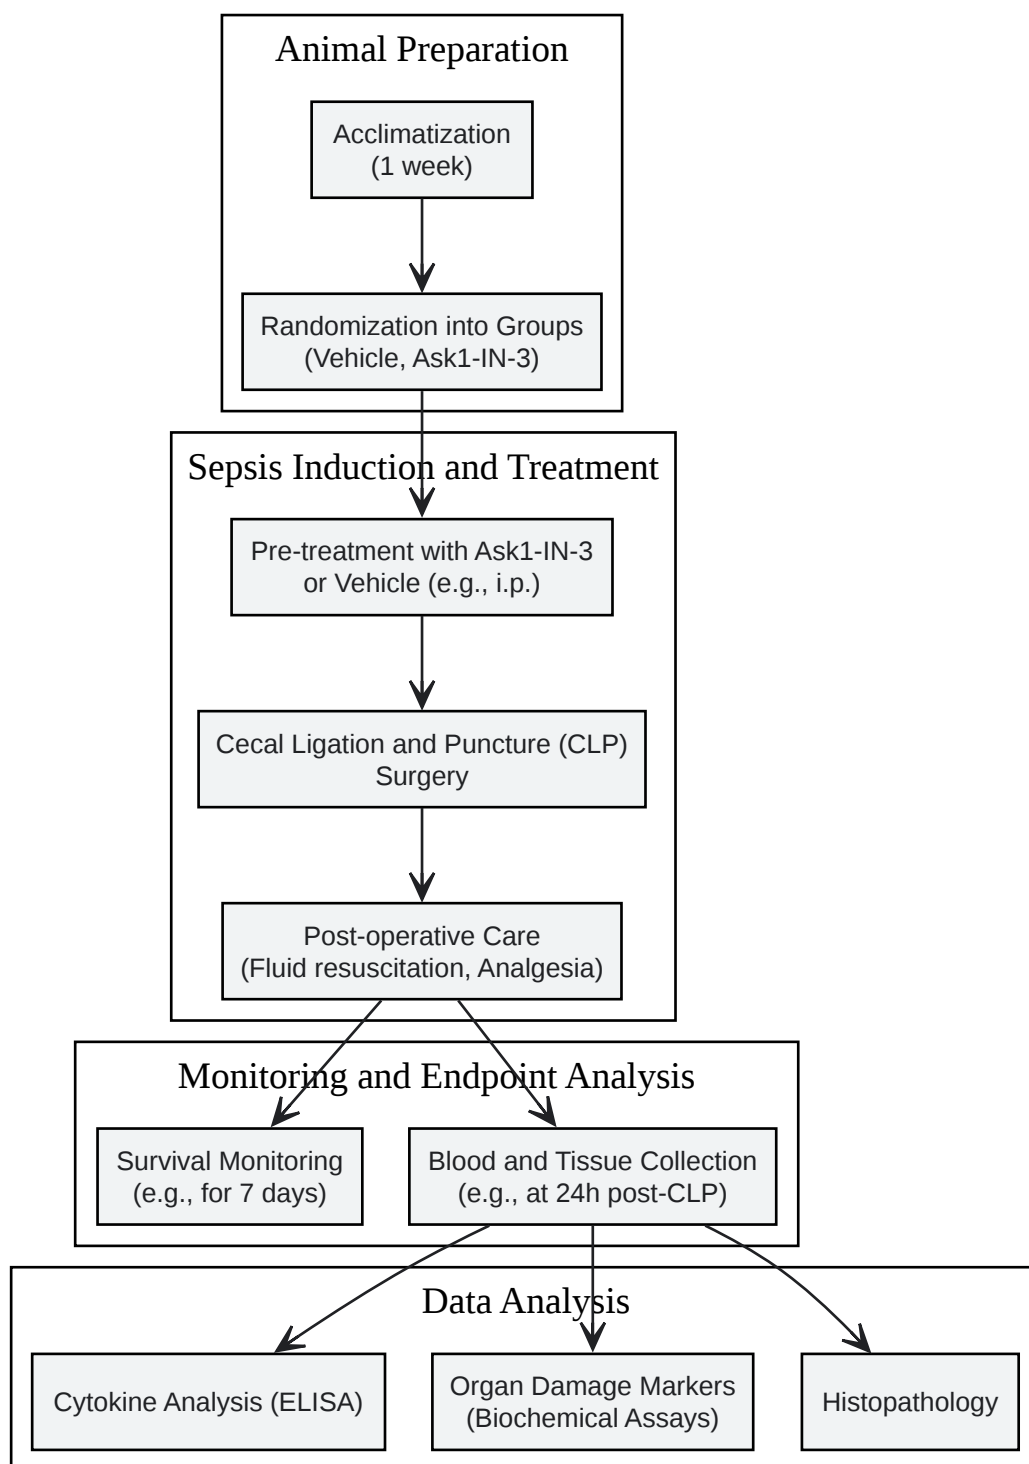 Animal Preparation
Acclimatization
(1 week)
Randomization into Groups
(Vehicle, Ask1-IN-3)
Sepsis Induction and Treatment
Pre-treatment with Ask1-IN-3
or Vehicle (e.g., i.p.)
Cecal Ligation and Puncture (CLP)
Surgery
Post-operative Care
(Fluid resuscitation, Analgesia)
Monitoring and Endpoint Analysis
Survival Monitoring
(e.g., for 7 days)
Blood and Tissue Collection
(e.g., at 24h post-CLP)
Data Analysis
Cytokine Analysis (ELISA)
Organ Damage Markers
(Biochemical Assays)
Histopathology